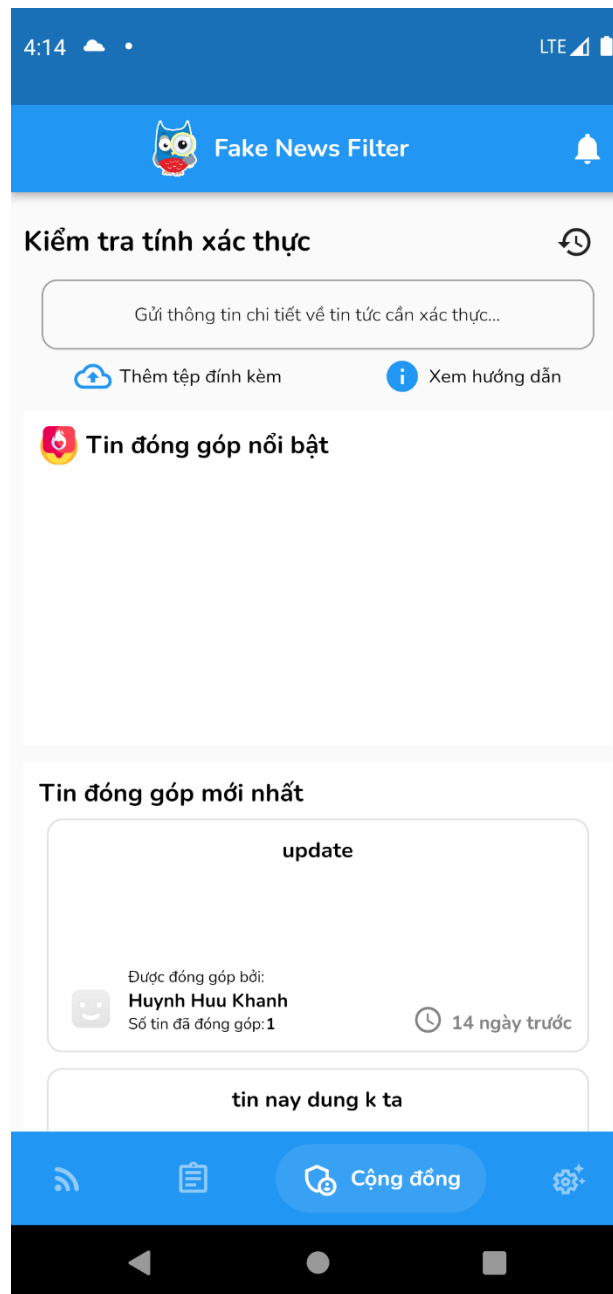 4:14
LTE
Fake News Filter
Kiểm tra tính xác thực
Gửi thông tin chi tiết về tin tức cần xác thực...
Thêm tệp đính kèm
Xem hướng dẫn
Tin đóng góp nổi bật
Tin đóng góp mới nhất
update
Được đóng góp bởi:
Huynh Huu Khanh
Số tin đã đóng góp:1
14 ngày trước
tin nay dung k ta
Cộng đồng